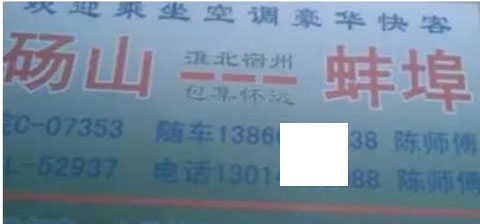 欢迎乘坐空调豪华快客
砀山 淮北宿州 蚌埠
包集怀远
C-07353 随车1386 38 陈师傅
L-52937 电话1301 88 陈师傅